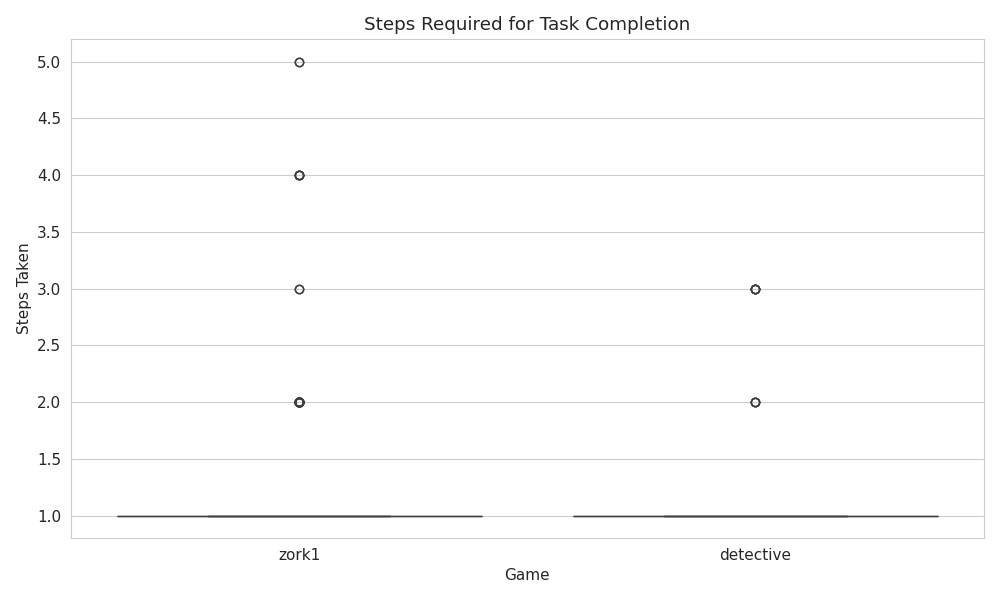 Steps Required for Task Completion
Steps Taken
5.0
4.5
4.0
3.5
3.0
2.5
2.0
1.5
1.0
zork1
detective
Game